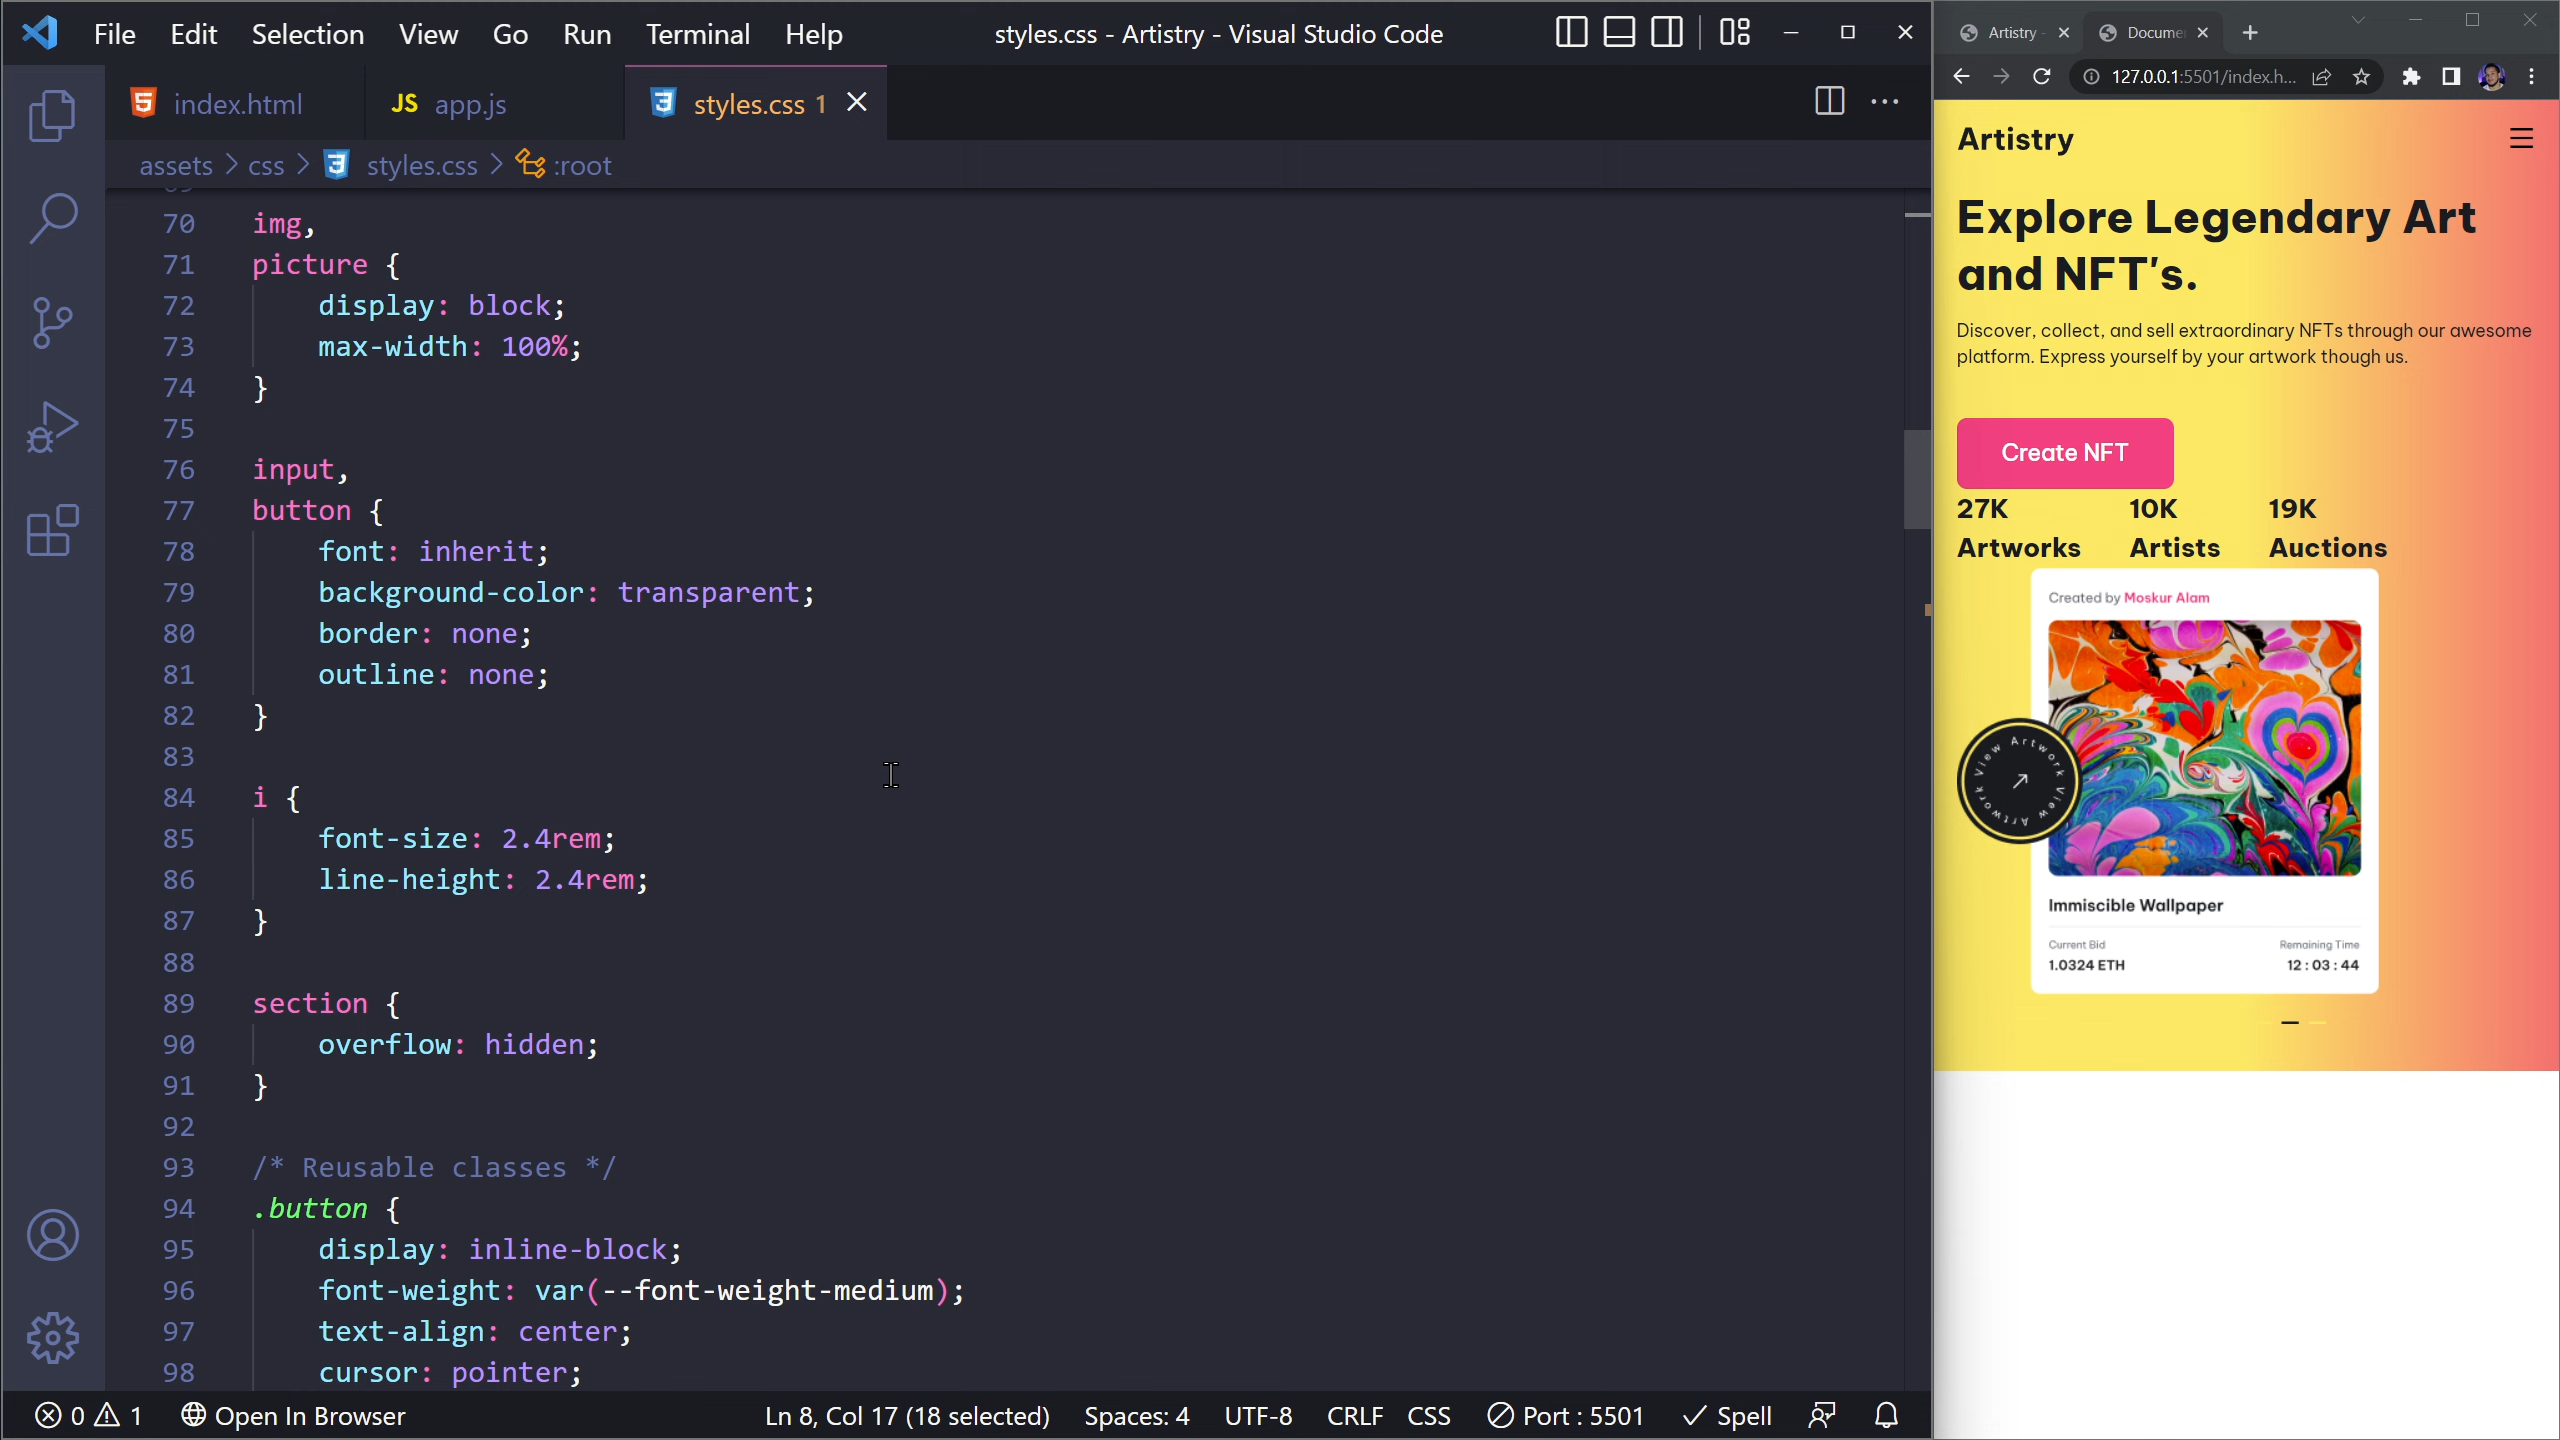 File Edit Selection View Go Run Terminal Help
styles.css - Artistry - Visual Studio Code
index.html
JS app.js
styles.css 1
assets > css > styles.css > :root
70 img,
71 picture {
72 display: block;
73 max-width: 100%;
74 }
75
76 input,
77 button {
78 font: inherit;
79 background-color: transparent;
80 border: none;
81 outline: none;
82 }
83
84 i {
85 font-size: 2.4rem;
86 line-height: 2.4rem;
87 }
88
89 section {
90 overflow: hidden;
91 }
92
93 /* Reusable classes */
94 .button {
95 display: inline-block;
96 font-weight: var(--font-weight-medium);
97 text-align: center;
98 cursor: pointer;
0 1 Open In Browser
Ln 8, Col 17 (18 selected) Spaces: 4 UTF-8 CRLF CSS Port : 5501 Spell
Artistry
Docume
127.0.0.1:5501/index.h...
Artistry
Explore Legendary Art
and NFT's.
Discover, collect, and sell extraordinary NFTs through our awesome
platform. Express yourself by your artwork though us.
Create NFT
27K 10K 19K
Artworks Artists Auctions
Created by Moskur Alam
View Artwork View Artwork
Immiscible Wallpaper
Current Bid Remaining Time
1.0324 ETH 12 : 03 : 44